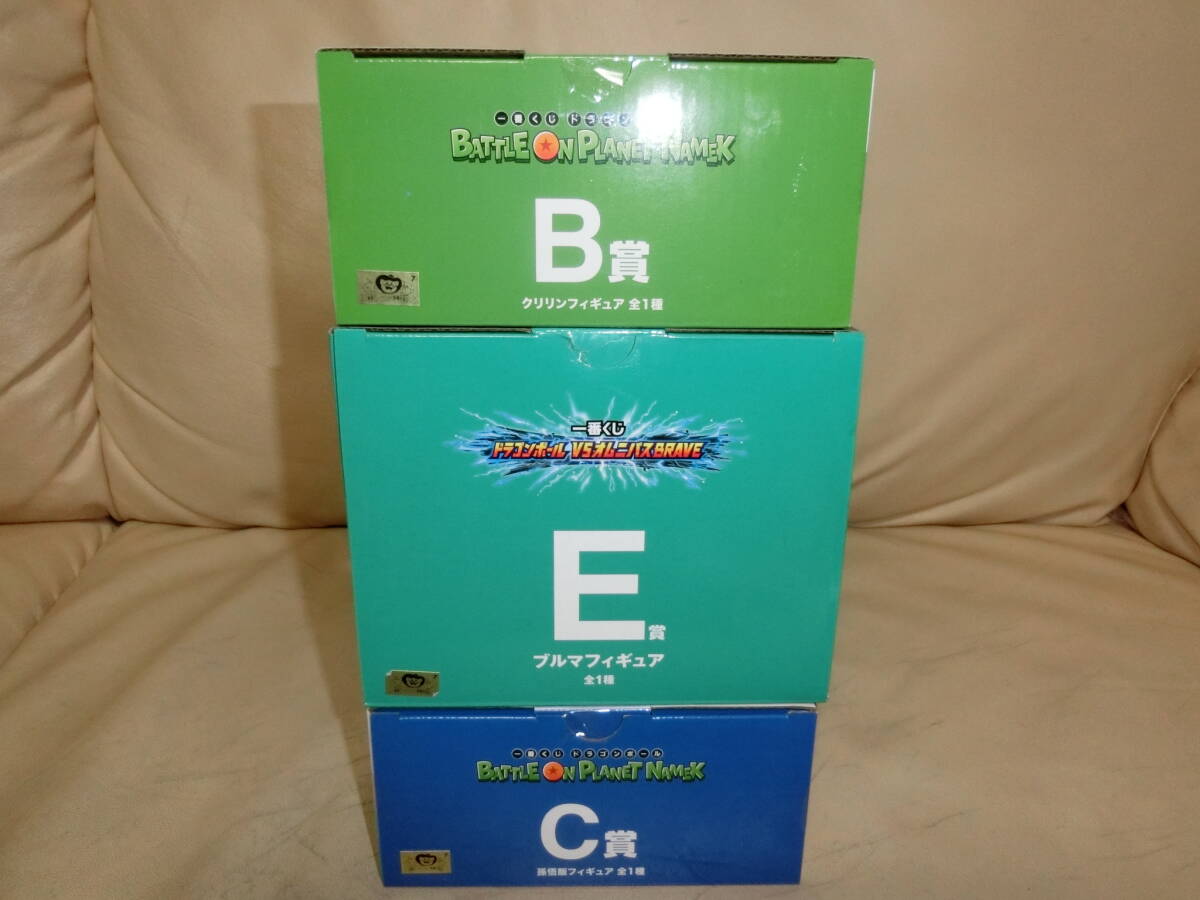 一番くじ ドラゴン
BATTLE ON PLANET NAMEK
B賞
クリリンフィギュア 全1種
一番くじ
ドラゴンボール VSオムニバスBRAVE
E賞
ブルマフィギュア
全1種
一番くじ ドラゴンボール
BATTLE ON PLANET NAMEK
C賞
孫悟飯フィギュア 全1種